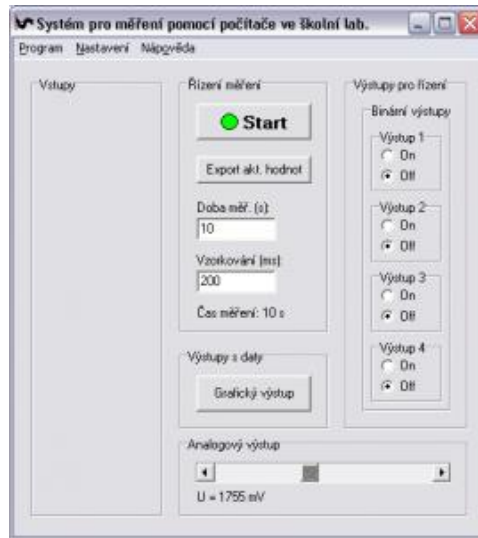 Systém pro měření pomocí počítače ve školní lab.
Program Nastavení Nápověda
Vstupy
Řízení měření
Start
Export akt. hodnot
Doba měř. (s):
10
Vzorkování (ms):
200
Čas měření: 10 s
Výstupy s daty
Grafický výstup
Analogový výstup
U = 1755 mV
Výstupy pro řízení
Binární výstupy
Výstup 1
On
Off
Výstup 2
On
Off
Výstup 3
On
Off
Výstup 4
On
Off